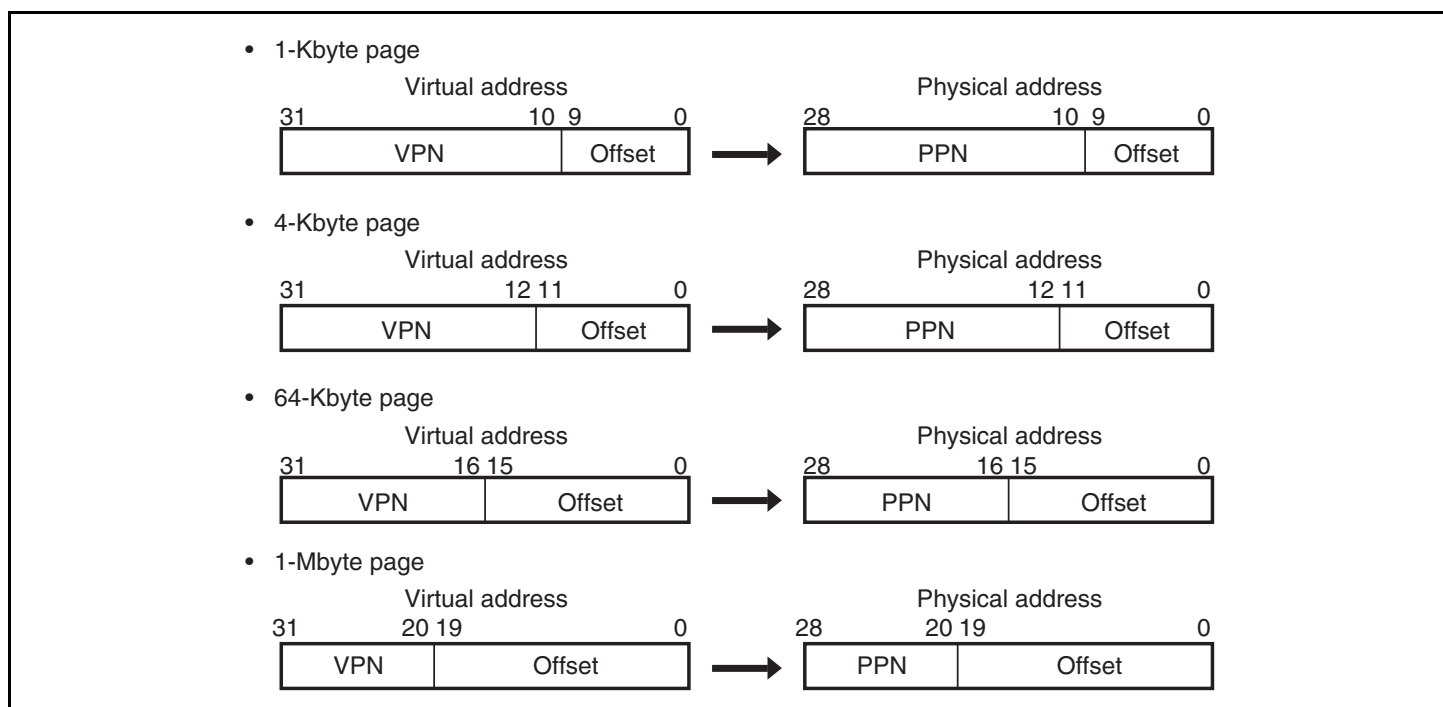 • 1-Kbyte page
Virtual address Physical address
31 10 9 0 28 10 9 0
VPN Offset PPN Offset
• 4-Kbyte page
Virtual address Physical address
31 12 11 0 28 12 11 0
VPN Offset PPN Offset
• 64-Kbyte page
Virtual address Physical address
31 16 15 0 28 16 15 0
VPN Offset PPN Offset
• 1-Mbyte page
Virtual address Physical address
31 20 19 0 28 20 19 0
VPN Offset PPN Offset